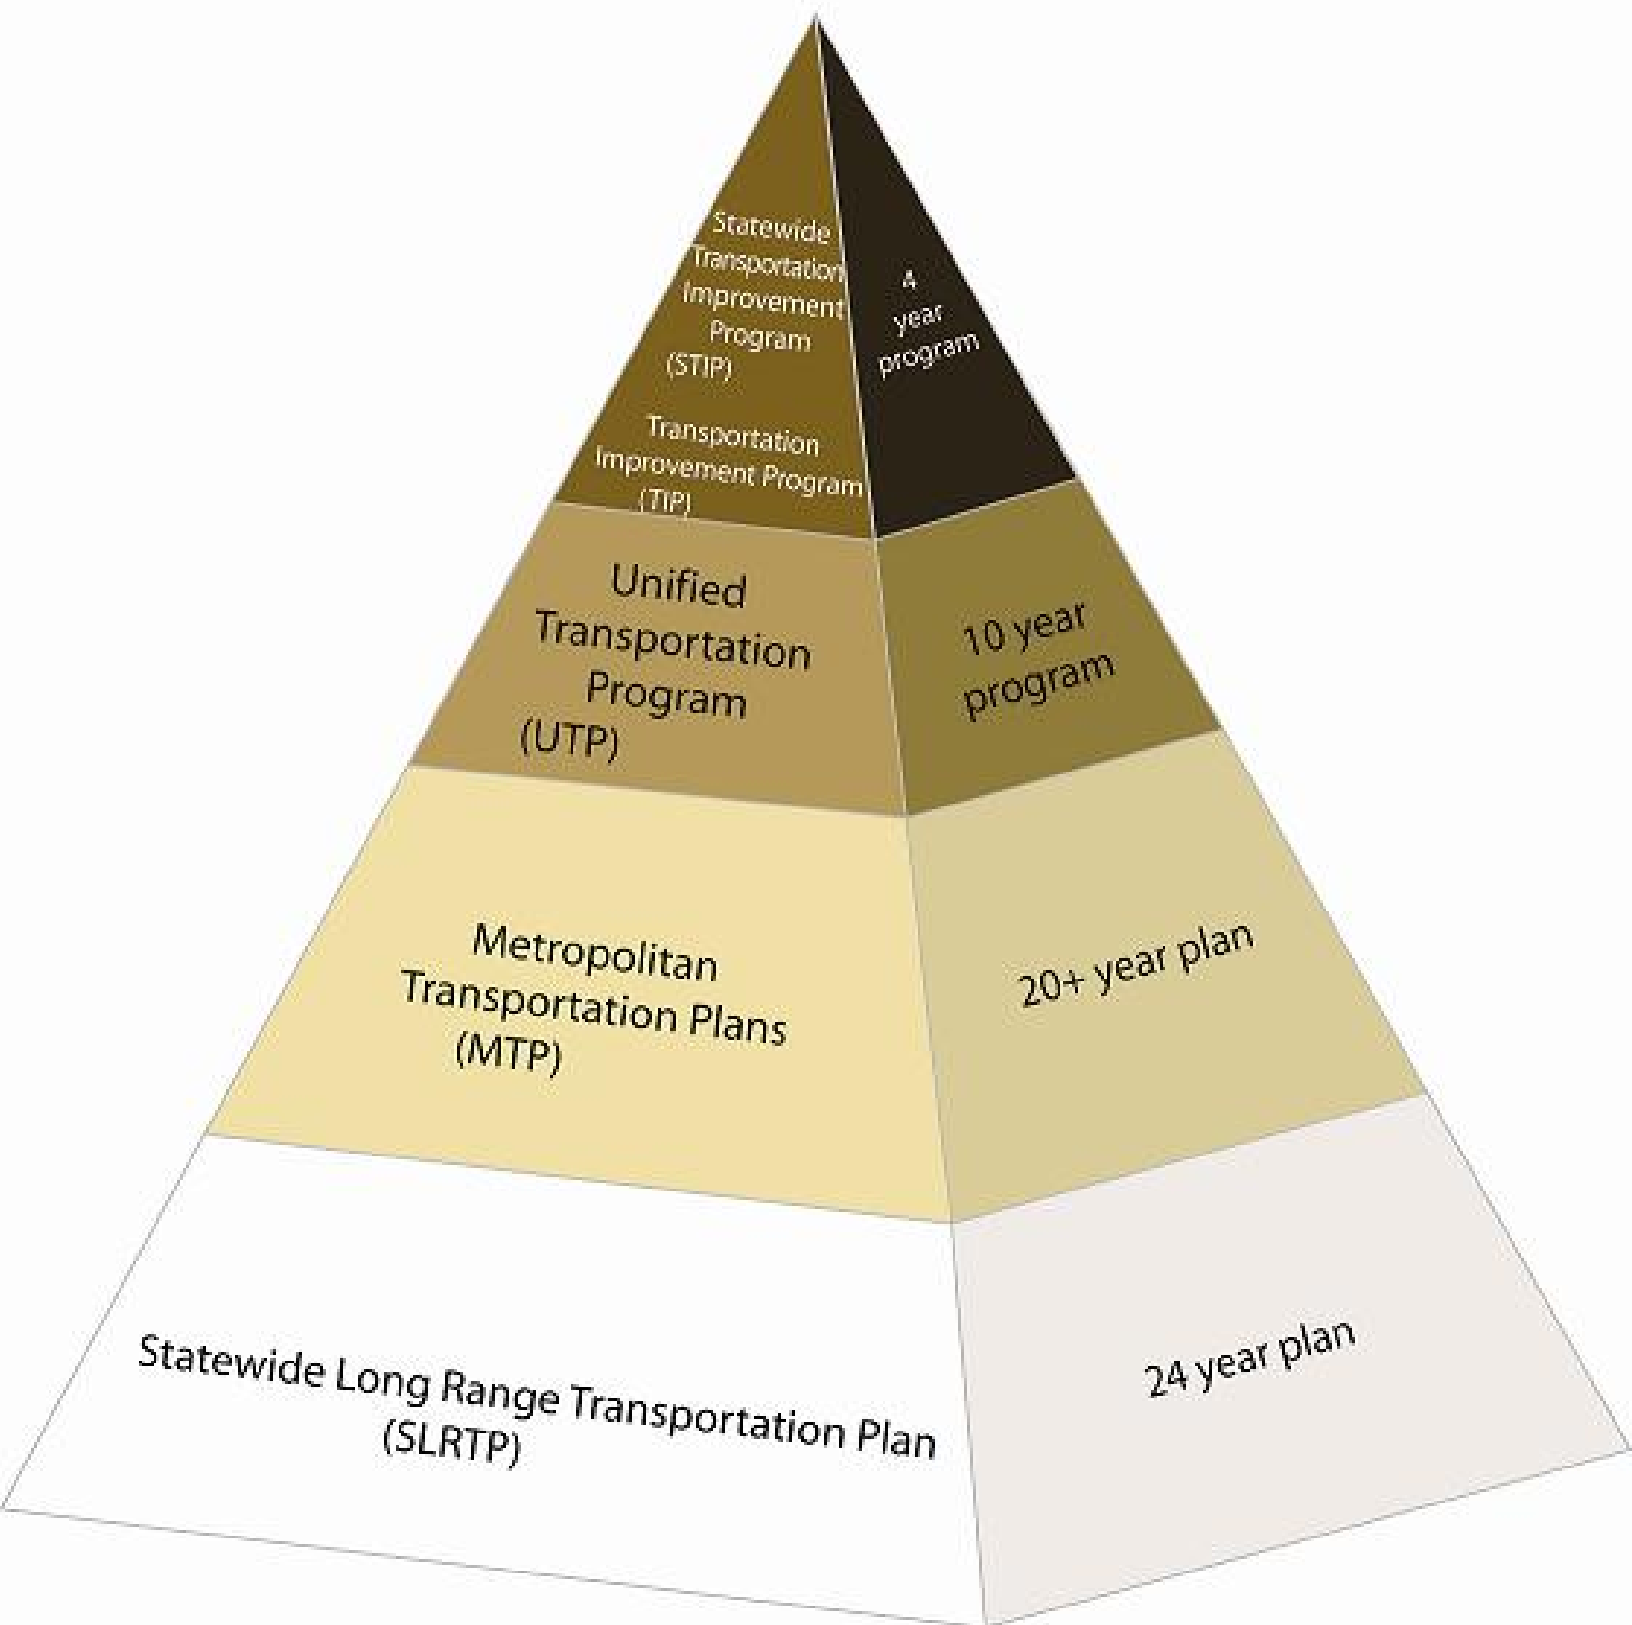 Statewide
Transportation
Improvement
Program
(STIP)
Transportation
Improvement Program
(TIP)
4
year
program
Unified
Transportation
Program
(UTP)
10 year
program
Metropolitan
Transportation Plans
(MTP)
20+ year plan
Statewide Long Range Transportation Plan
(SLRTP)
24 year plan